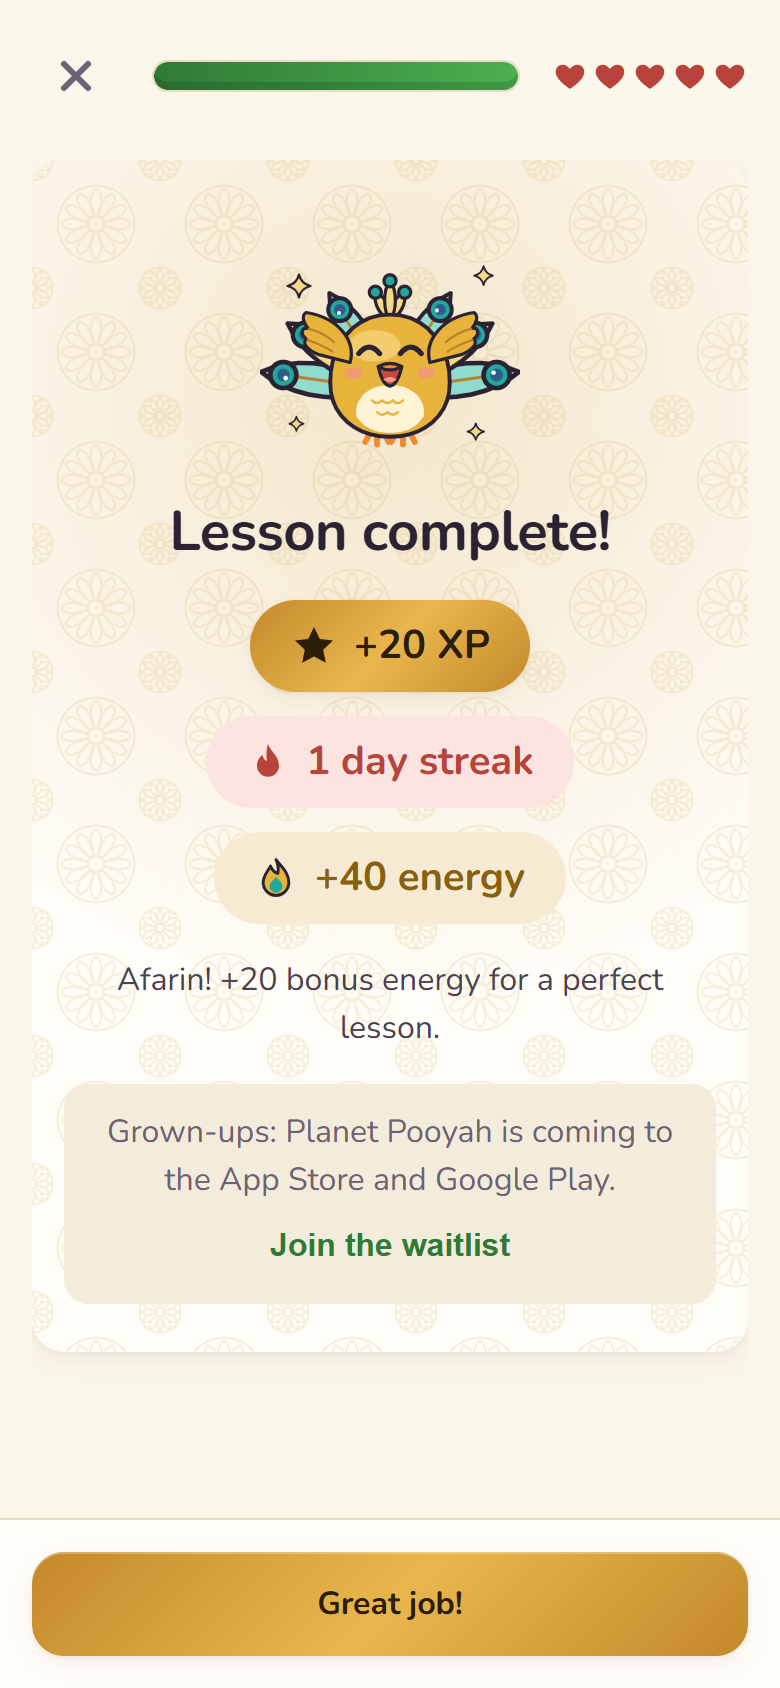 Lesson complete!
+20 XP
1 day streak
+40 energy
Afarin! +20 bonus energy for a perfect
lesson.
Grown-ups: Planet Pooyah is coming to
the App Store and Google Play.
Join the waitlist
Great job!